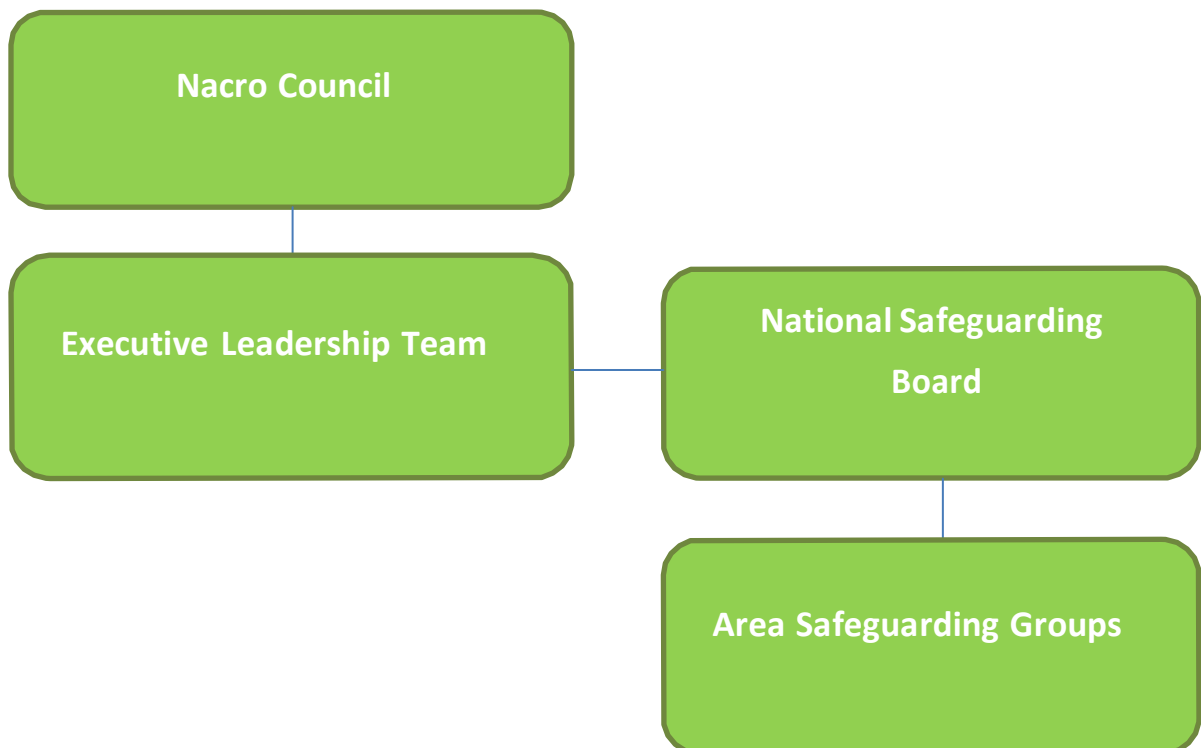 Nacro Council
Executive Leadership Team
National Safeguarding
Board
Area Safeguarding Groups